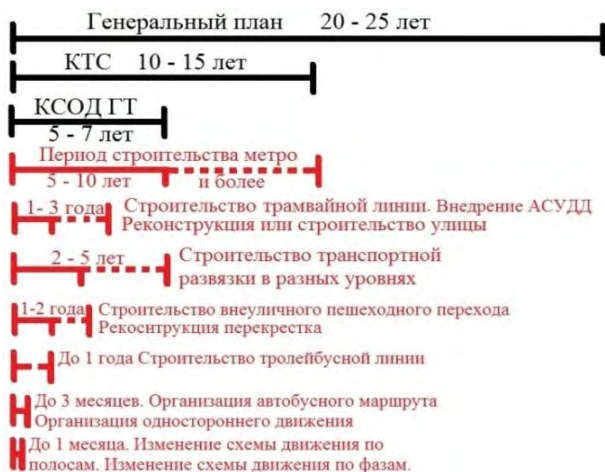 Генеральный план 20 - 25 лет
КТС 10 - 15 лет
КСОД ГТ
5 - 7 лет
Период строительства метро
5 - 10 лет и более
1- 3 года Строительство трамвайной линии. Внедрение АСУДД
Реконструкция или строительство улицы
2 - 5 лет Строительство транспортной
развязки в разных уровнях
1-2 года Строительство внеуличного пешеходного перехода
Рекоснтрукция перекрестка
До 1 года Строительство тролейбусной линии
До 3 месяцев. Организация автобусного маршрута
Организация одностороннего движения
До 1 месяца. Изменение схемы движения по
полосам. Изменение схемы движения по фазам.